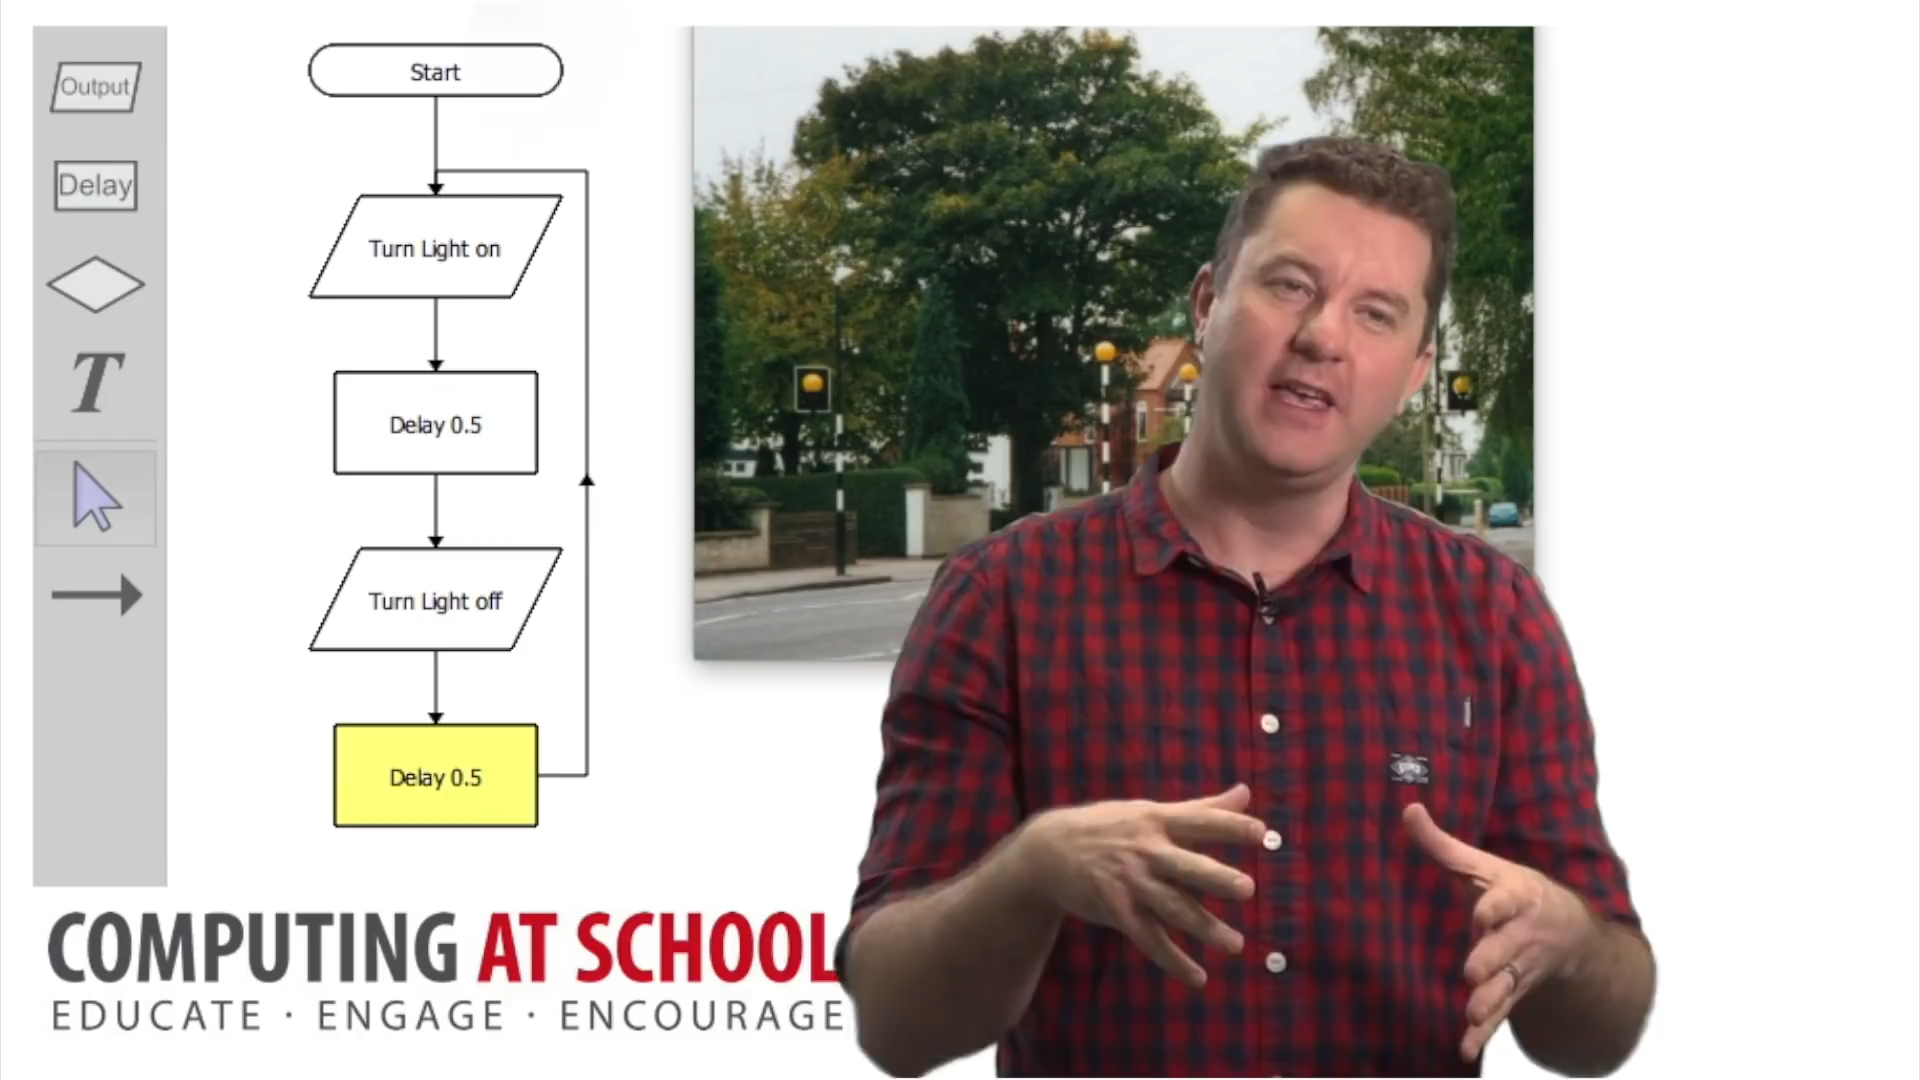 Output
Delay
T
Start
Turn Light on
Delay 0.5
Turn Light off
Delay 0.5
COMPUTING AT SCHOOL
EDUCATE · ENGAGE · ENCOURAGE